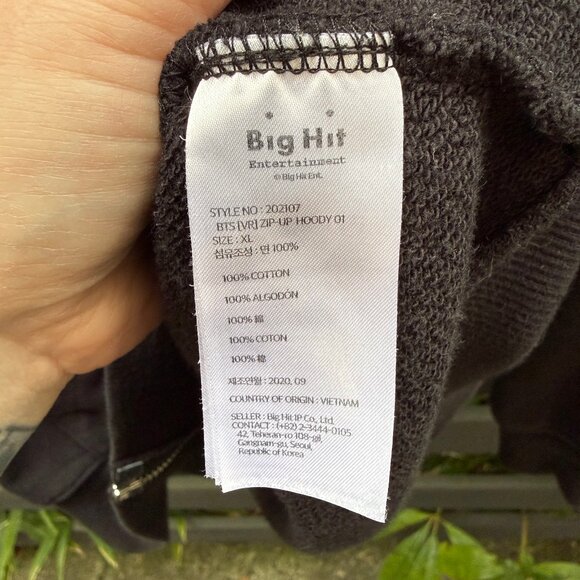 Big Hit
Entertainment
© Big Hit Ent.
STYLE NO : 202107
BTS [VR] ZIP-UP HOODY 01
SIZE : XL
섬유조성 : 면 100%
100% COTTON
100% ALGODÓN
100% 綿
100% COTON
100% 棉
제조연월 : 2020. 09
COUNTRY OF ORIGIN : VIETNAM
SELLER : Big Hit IP Co., Ltd.
CONTACT : (+82) 2-3444-0105
42, Teheran-ro 108-gil,
Gangnam-gu, Seoul,
Republic of Korea